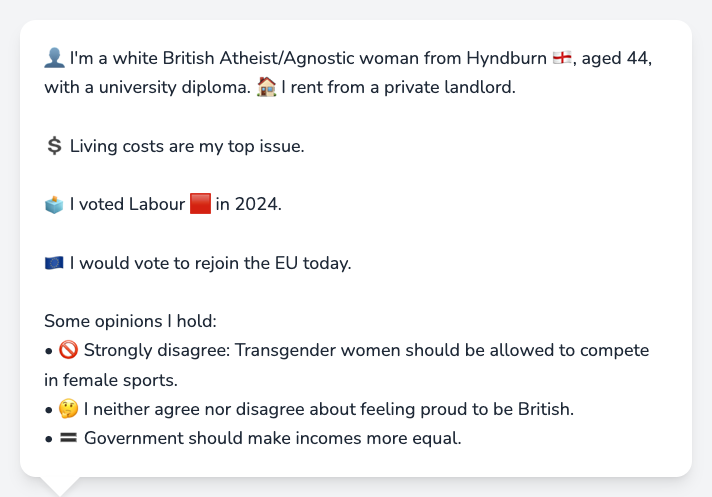 👤 I'm a white British Atheist/Agnostic woman from Hyndburn 🏴󠁧󠁢󠁥󠁮󠁧󠁿, aged 44,
with a university diploma. 🏠 I rent from a private landlord.
💲 Living costs are my top issue.
🗳️ I voted Labour 🟥 in 2024.
🇪🇺 I would vote to rejoin the EU today.
Some opinions I hold:
• 🚫 Strongly disagree: Transgender women should be allowed to compete
in female sports.
• 🤔 I neither agree nor disagree about feeling proud to be British.
• 🟰 Government should make incomes more equal.